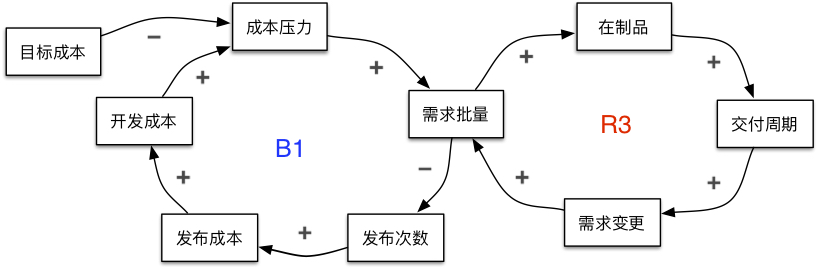 成本压力
在制品
目标成本
−
+
+
+
+
开发成本
需求批量
交付周期
B1
R3
−
+
+
+
发布成本
+
发布次数
需求变更